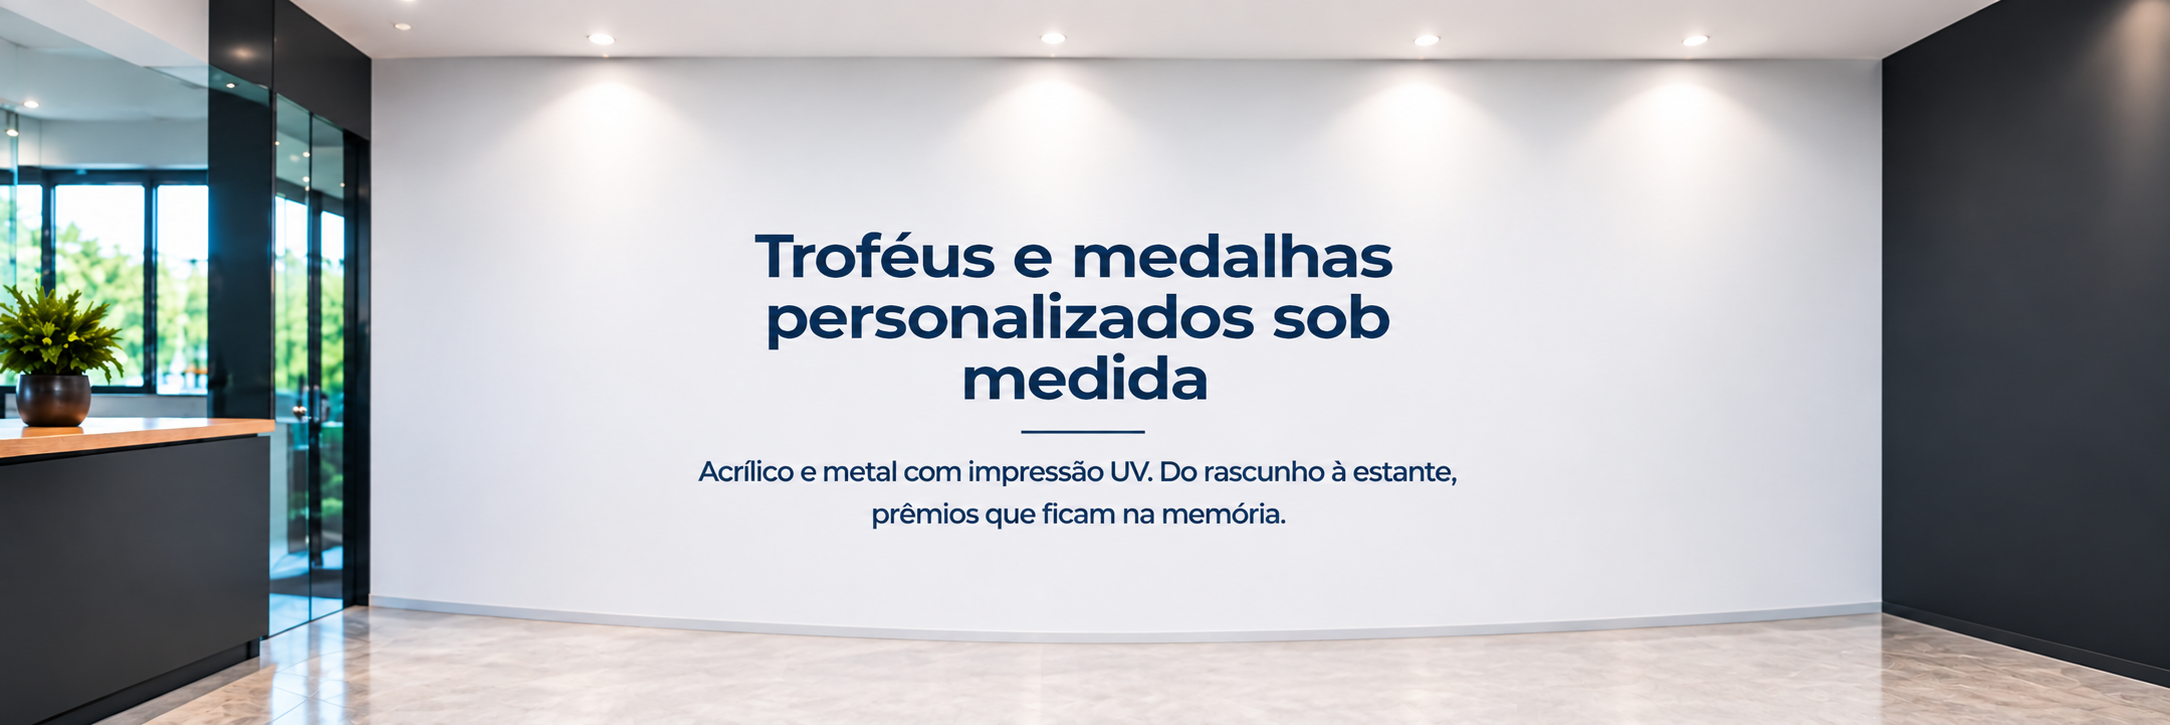 Troféus e medalhas
personalizados sob
medida
Acrílico e metal com impressão UV. Do rascunho à estante,
prêmios que ficam na memória.